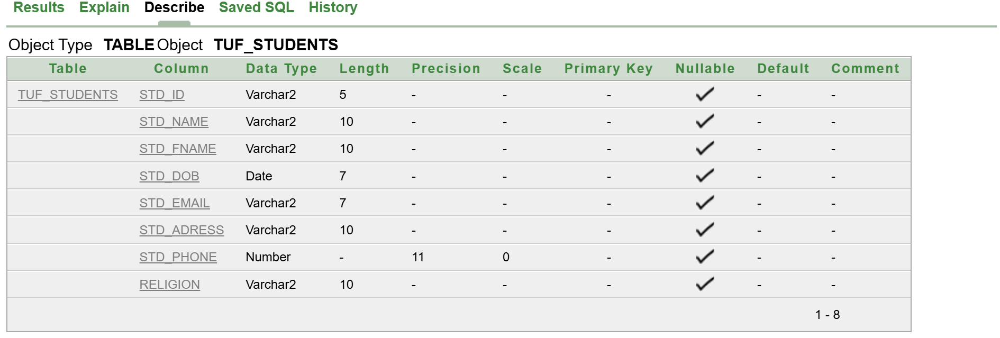 Results Explain Describe Saved SQL History
Object Type TABLE Object TUF_STUDENTS
Table Column Data Type Length Precision Scale Primary Key Nullable Default Comment
TUF_STUDENTS STD_ID Varchar2 5 - - - ✓ - -
STD_NAME Varchar2 10 - - - ✓ - -
STD_FNAME Varchar2 10 - - - ✓ - -
STD_DOB Date 7 - - - ✓ - -
STD_EMAIL Varchar2 7 - - - ✓ - -
STD_ADRESS Varchar2 10 - - - ✓ - -
STD_PHONE Number - 11 0 - ✓ - -
RELIGION Varchar2 10 - - - ✓ - -
1 - 8